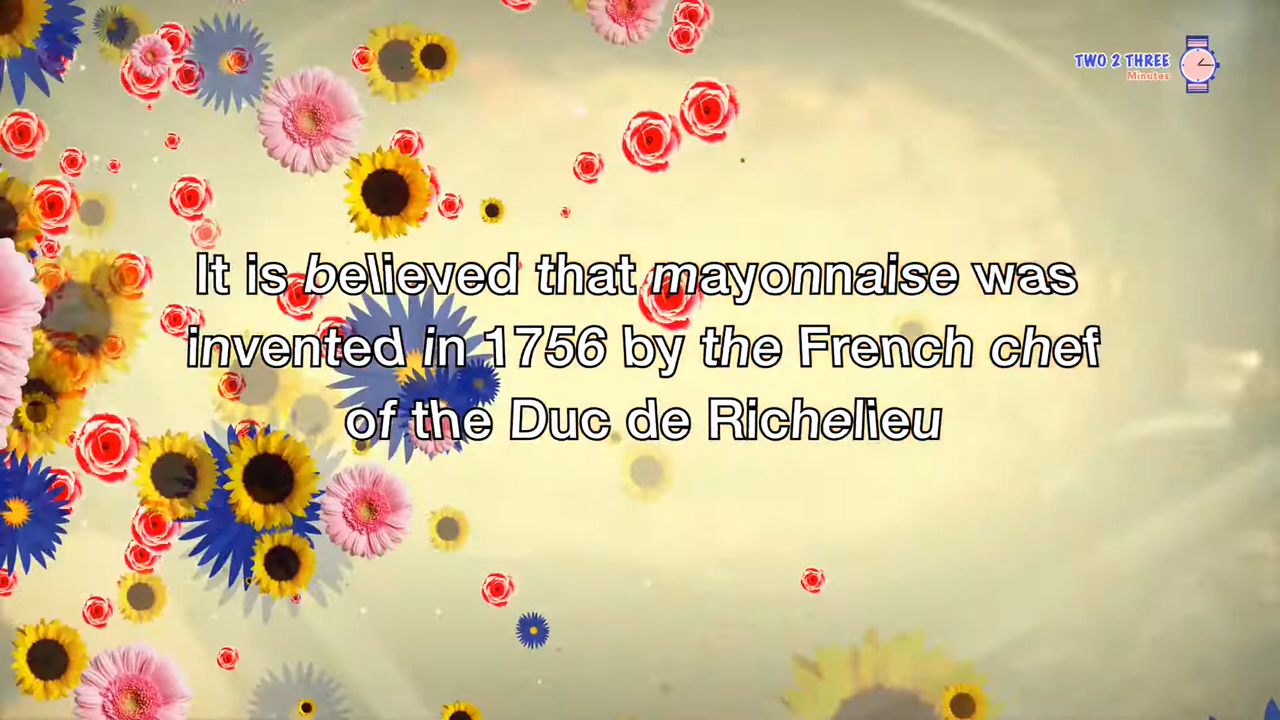 TWO 2 THREE
Minutes
It is believed that mayonnaise was
invented in 1756 by the French chef
of the Duc de Richelieu